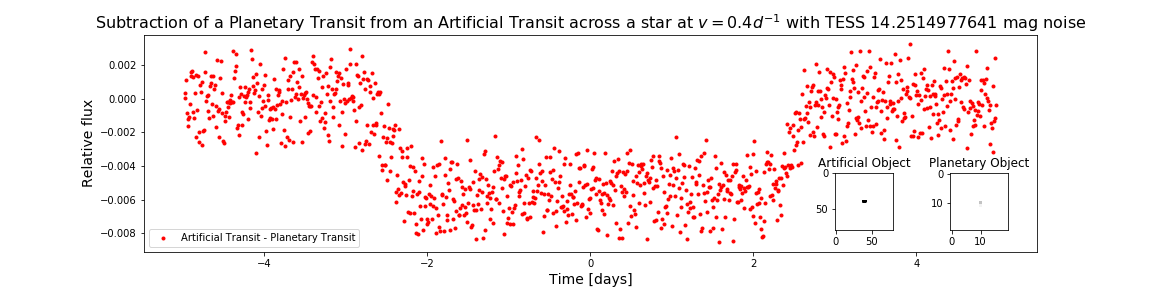 Subtraction of a Planetary Transit from an Artificial Transit across a star at v = 0.4d⁻¹ with TESS 14.2514977641 mag noise
Relative flux
0.002
0.000
−0.002
−0.004
−0.006
−0.008
Artificial Transit - Planetary Transit
Artificial Object
0
50
0 50
Planetary Object
0
10
0 10
−4 −2 0 2 4
Time [days]